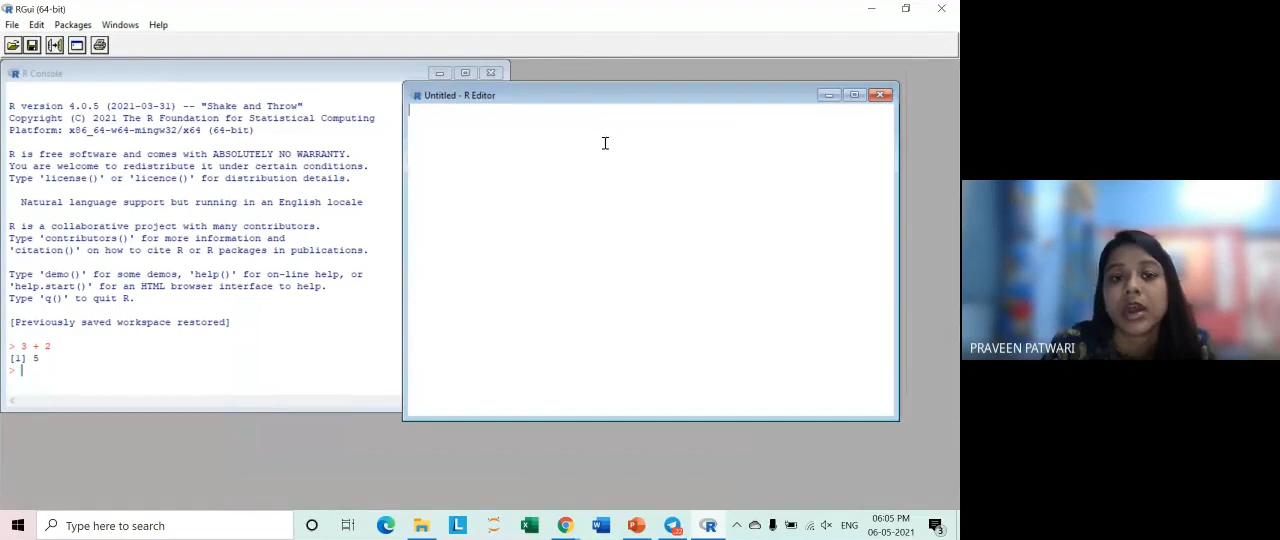 RGui (64-bit)
File Edit Packages Windows Help
R Console
R version 4.0.5 (2021-03-31) -- "Shake and Throw"
Copyright (C) 2021 The R Foundation for Statistical Computing
Platform: x86_64-w64-mingw32/x64 (64-bit)
R is free software and comes with ABSOLUTELY NO WARRANTY.
You are welcome to redistribute it under certain conditions.
Type 'license()' or 'licence()' for distribution details.
Natural language support but running in an English locale
R is a collaborative project with many contributors.
Type 'contributors()' for more information and
'citation()' on how to cite R or R packages in publications.
Type 'demo()' for some demos, 'help()' for on-line help, or
'help.start()' for an HTML browser interface to help.
Type 'q()' to quit R.
[Previously saved workspace restored]
> 3 + 2
[1] 5
>
Untitled - R Editor
PRAVEEN PATWARI
Type here to search
ENG
06:05 PM
06-05-2021
3